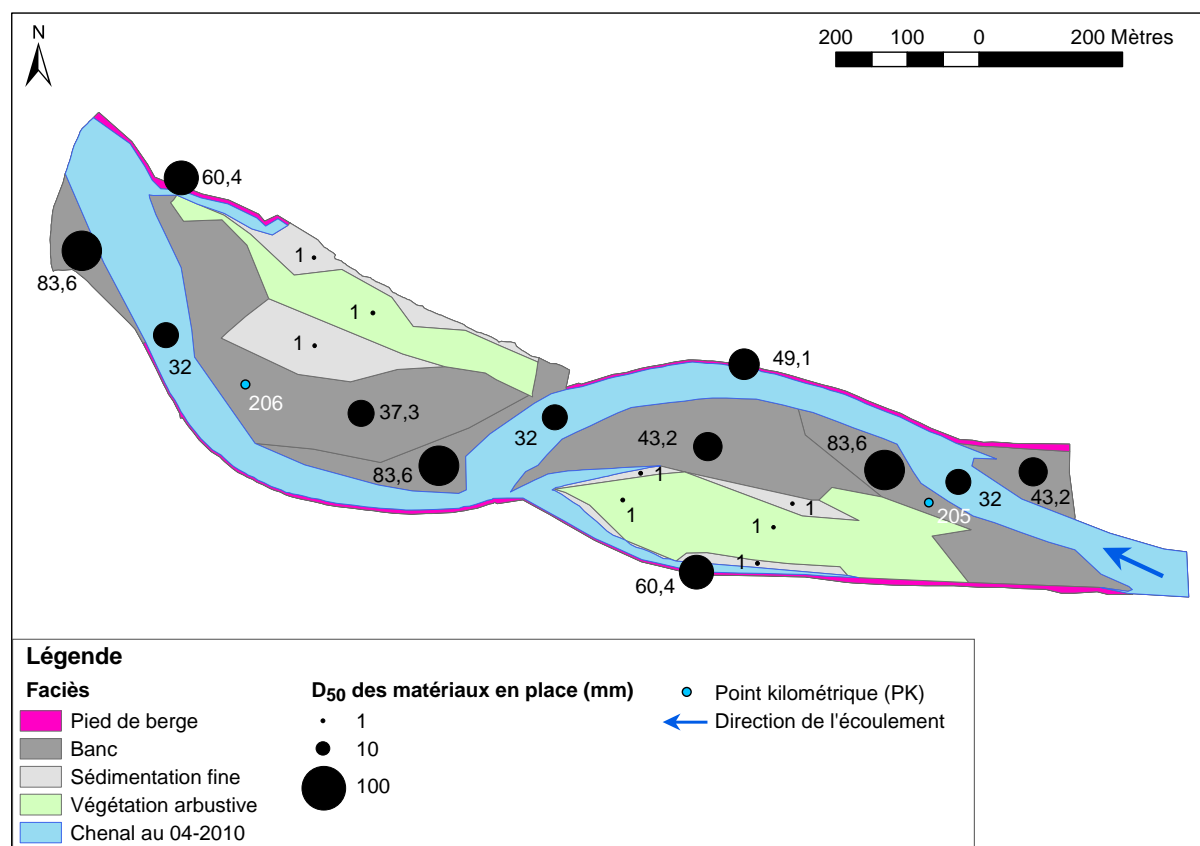 N
200 100 0 200 Mètres
60,4
83,6
1
1
1
32
206
37,3
83,6
32
49,1
43,2
83,6
32
43,2
205
1
1
1
1
1
60,4
Légende
Faciès
Pied de berge
Banc
Sédimentation fine
Végétation arbustive
Chenal au 04-2010
D50 des matériaux en place (mm)
1
10
100
Point kilométrique (PK)
Direction de l'écoulement